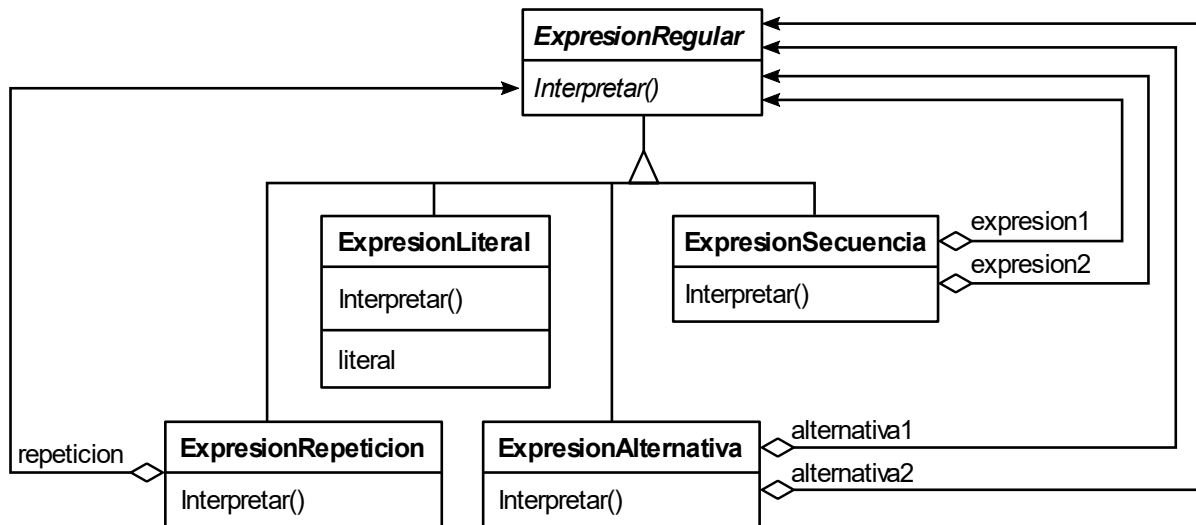 ExpresionRegular
Interpretar()
ExpresionLiteral
Interpretar()
literal
ExpresionSecuencia
Interpretar()
expresion1
expresion2
repeticion
ExpresionRepeticion
Interpretar()
ExpresionAlternativa
Interpretar()
alternativa1
alternativa2